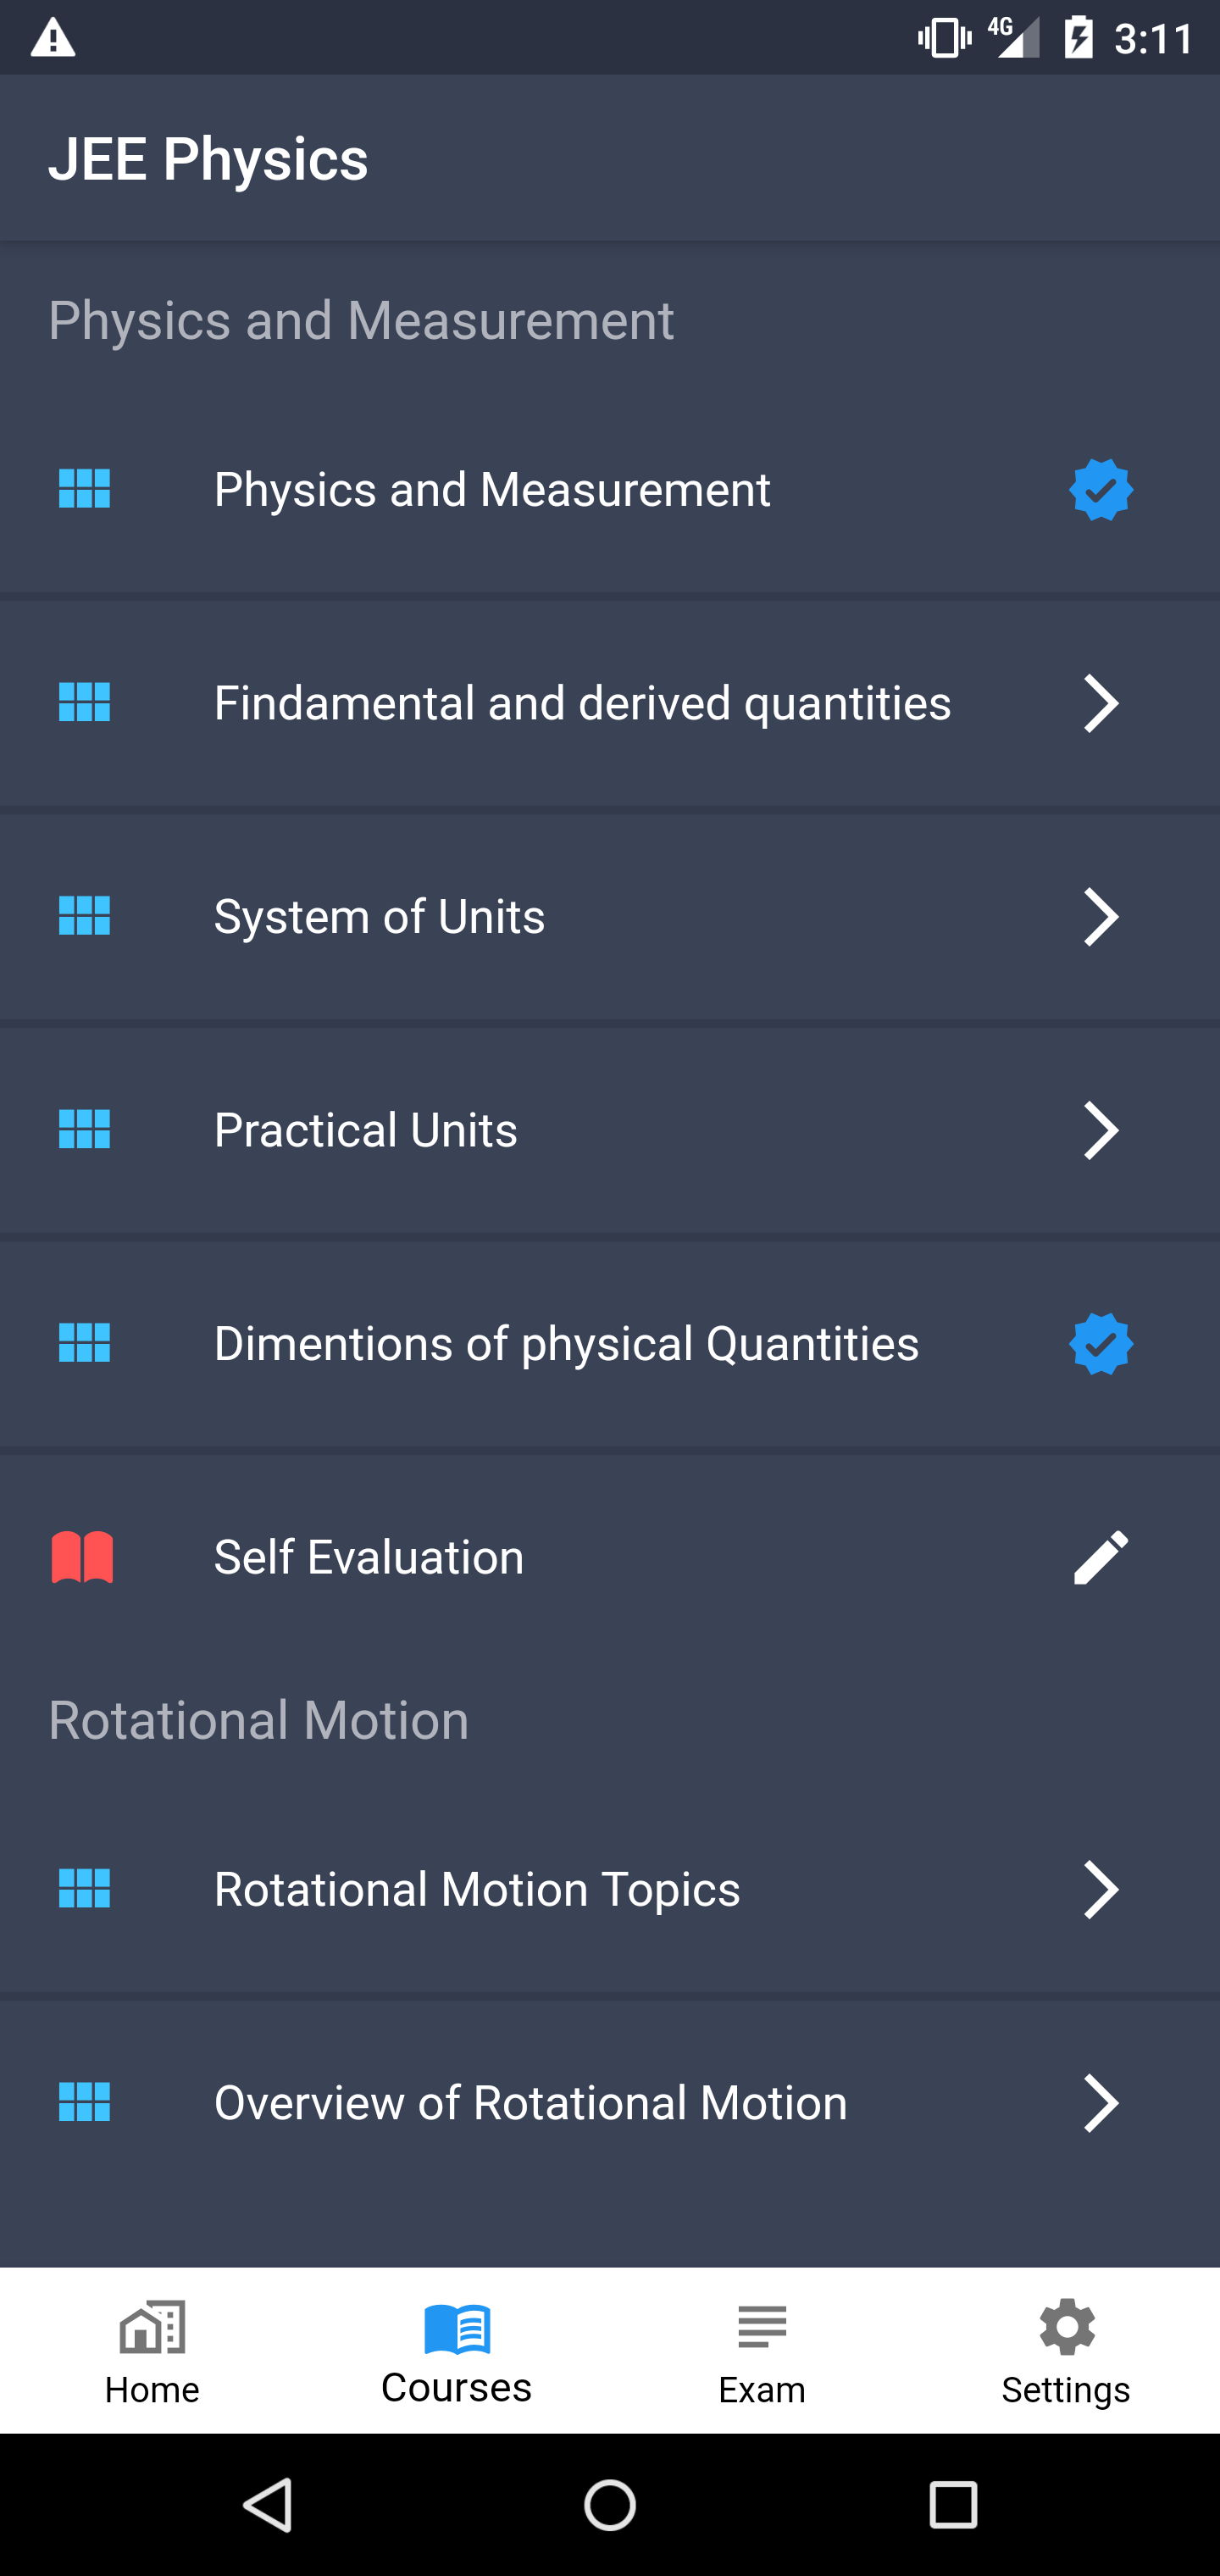 4G 3:11
JEE Physics
Physics and Measurement
Physics and Measurement
Findamental and derived quantities
System of Units
Practical Units
Dimentions of physical Quantities
Self Evaluation
Rotational Motion
Rotational Motion Topics
Overview of Rotational Motion
Home Courses Exam Settings